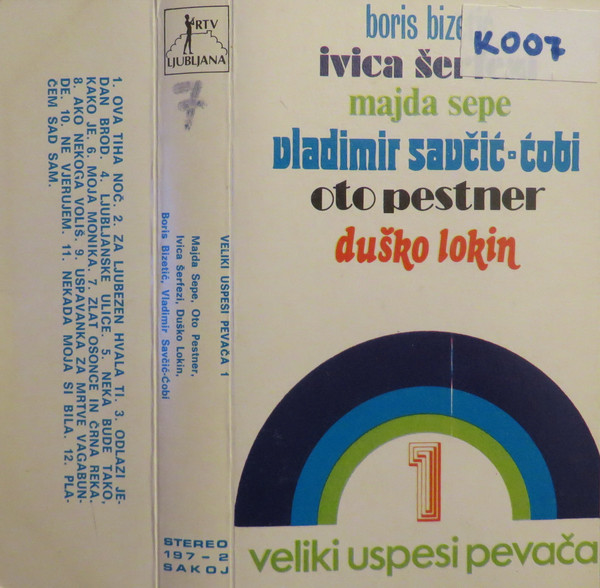 1. OVA TIHA NOČ. 2. ZA LJUBEZEN HVALA TI. 3. ODLAZI JE-
DAN BROD. 4. LJUBLJANSKE ULICE. 5. NEKA BUDE TAKO,
KAKO JE. 6. MOJA MONIKA. 7. ZLAT OSONCE IN ČRNA REKA.
8. AKO NEKOGA VOLIŠ. 9. USPAVANKA ZA MRTVE VAGABUN-
DE. 10. NE VJERUJEM. 11. NEKADA MOJA SI BILA. 12. PLA-
ČEM SAD SAM.
RTV
LJUBLJANA
7
VELIKI USPESI PEVAČA 1
Majda Sepe, Oto Pestner,
Ivica Šerfezi, Duško Lokin,
Boris Bizetić, Vladimir Savčić-Čobi
STEREO
197-2
SAKOJ
K007
boris
ivica
majda sepe
vladimir savčić-čobi
oto pestner
duško lokin
1
veliki uspesi pevača